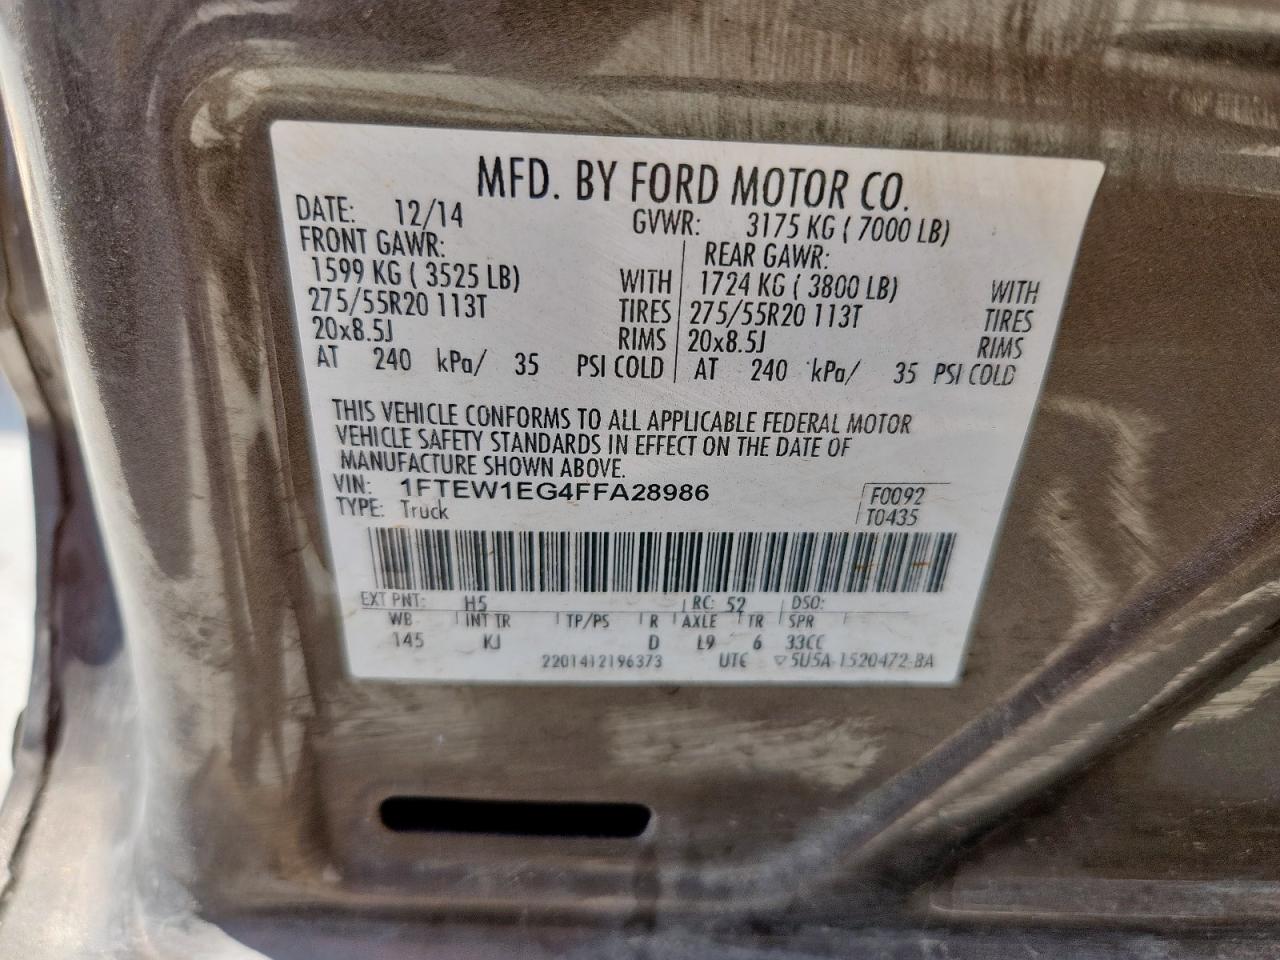 MFD. BY FORD MOTOR CO.
DATE: 12/14 GVWR: 3175 KG ( 7000 LB)
FRONT GAWR: REAR GAWR:
1599 KG ( 3525 LB) WITH 1724 KG ( 3800 LB) WITH
275/55R20 113T TIRES 275/55R20 113T TIRES
20x8.5J RIMS 20x8.5J RIMS
AT 240 kPa/ 35 PSI COLD AT 240 kPa/ 35 PSI COLD
THIS VEHICLE CONFORMS TO ALL APPLICABLE FEDERAL MOTOR
VEHICLE SAFETY STANDARDS IN EFFECT ON THE DATE OF
MANUFACTURE SHOWN ABOVE.
VIN: 1FTEW1EG4FFA28986 F0092
TYPE: Truck T0435
EXT PNT: H5 RC: 52 DSO:
WB INT TR TP/PS R AXLE TR SPR
145 KJ D L9 6 33CC
2201412196373 UTC ▽5U5A-1520472-BA